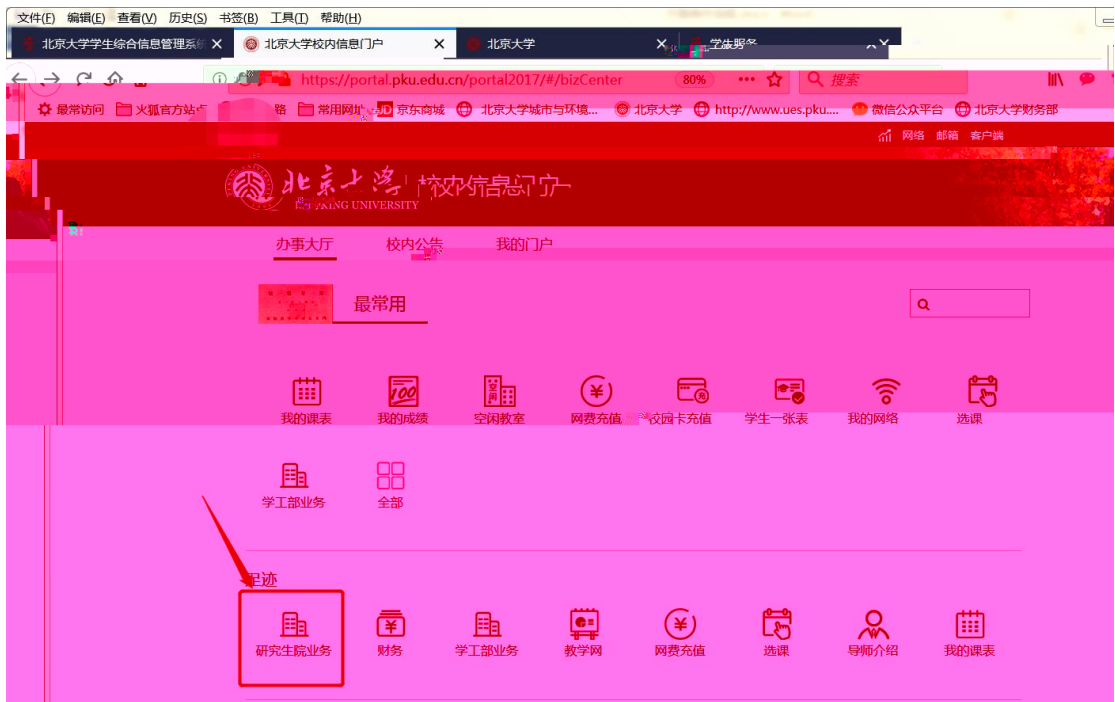 文件(F) 编辑(E) 查看(V) 历史(S) 书签(B) 工具(T) 帮助(H)
北京大学学生综合信息管理系统 北京大学校内信息门户 北京大学 学生服务
https://portal.pku.edu.cn/portal2017/#/bizCenter 80% 搜索
最常访问 火狐官方站点 常用网址 JD 京东商城 北京大学城市与环境... 北京大学 http://www.ues.pku.... 微信公众平台 北京大学财务部
网络 邮箱 客户端
北京大学 校内信息门户
PEKING UNIVERSITY
办事大厅 校内公告 我的门户
最常用
我的课表 我的成绩 空闲教室 网费充值 校园卡充值 学生一张表 我的网络 选课
学工部业务 全部
足迹
研究生院业务 财务 学工部业务 教学网 网费充值 选课 导师介绍 我的课表